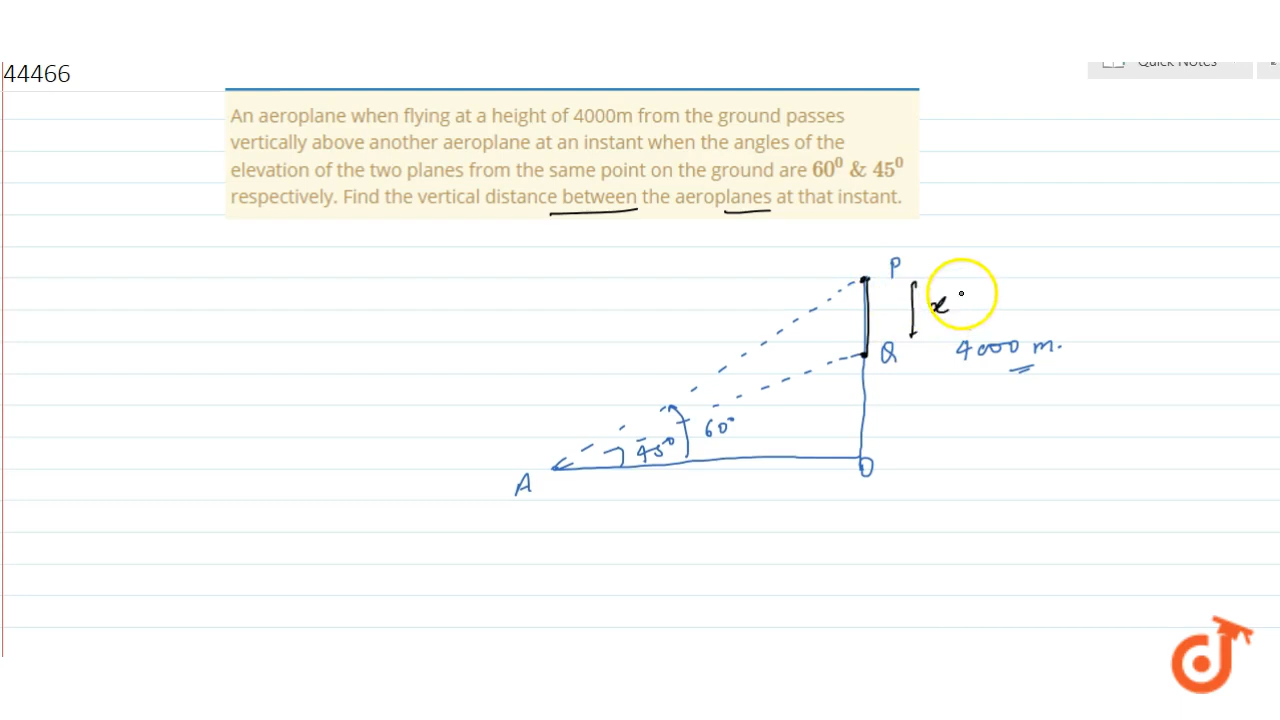 44466
Quick Notes
An aeroplane when flying at a height of 4000m from the ground passes
vertically above another aeroplane at an instant when the angles of the
elevation of the two planes from the same point on the ground are 60⁰ & 45⁰
respectively. Find the vertical distance between the aeroplanes at that instant.
P
x
Q
4000 m.
60°
45°
A
O